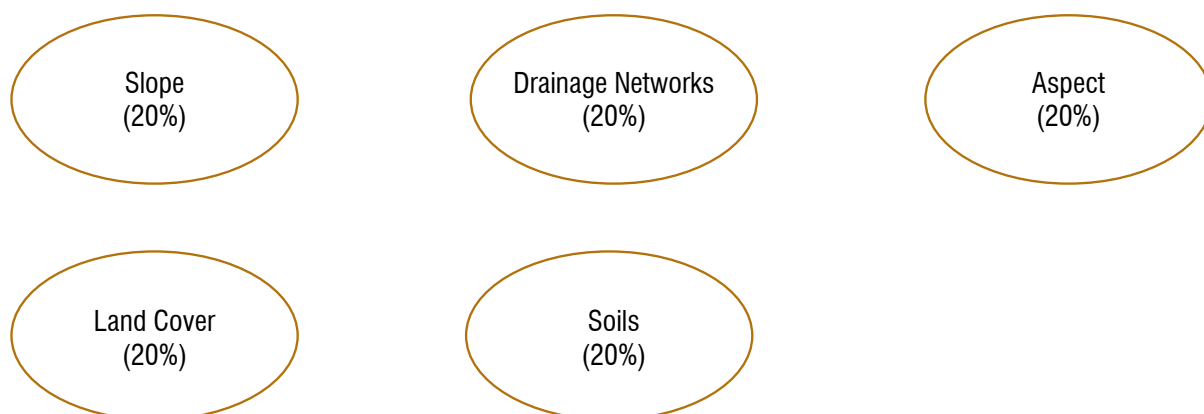 Slope
(20%)
Drainage Networks
(20%)
Aspect
(20%)
Land Cover
(20%)
Soils
(20%)